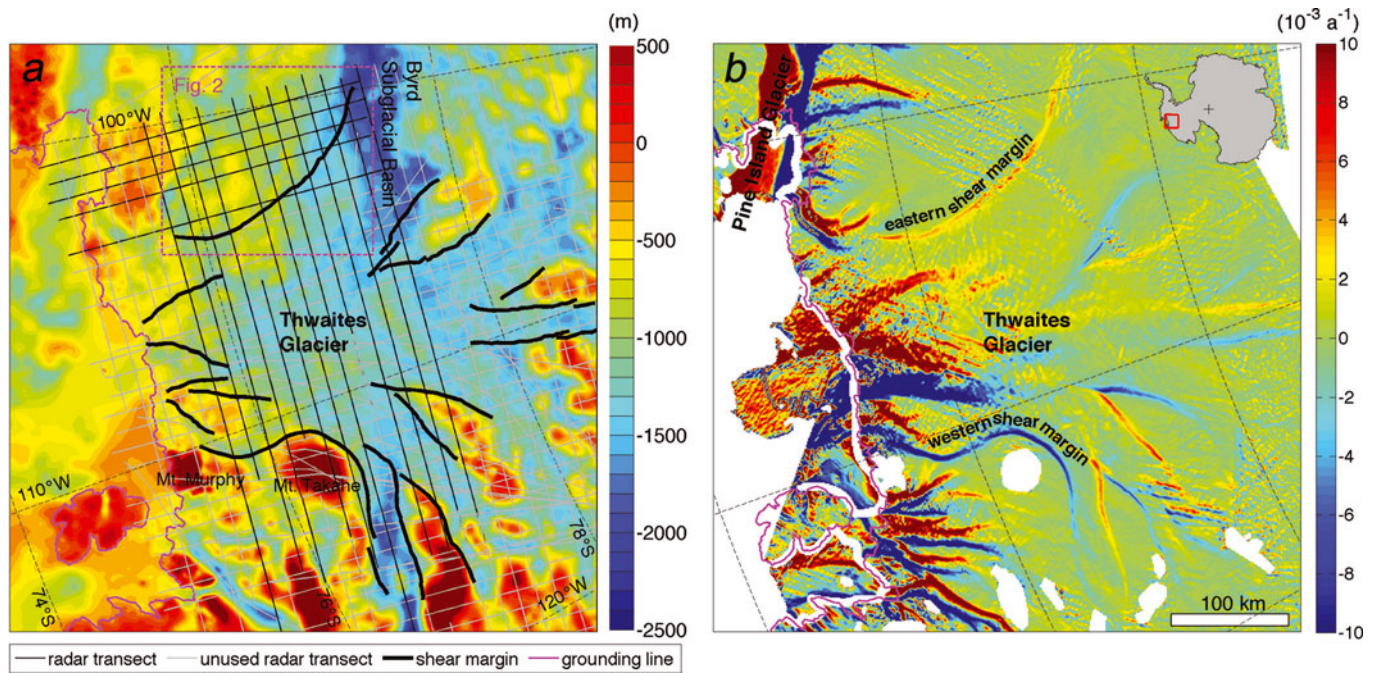 (m)
a
Fig. 2
Byrd
Subglacial Basin
100°W
Thwaites
Glacier
110°W
Mt. Murphy
Mt. Takahe
74°S
76°S
78°S
120°W
500
0
-500
-1000
-1500
-2000
-2500
(10⁻³ a⁻¹)
b
Pine Island Glacier
eastern shear margin
Thwaites
Glacier
western shear margin
100 km
10
8
6
4
2
0
-2
-4
-6
-8
-10
radar transect unused radar transect shear margin grounding line